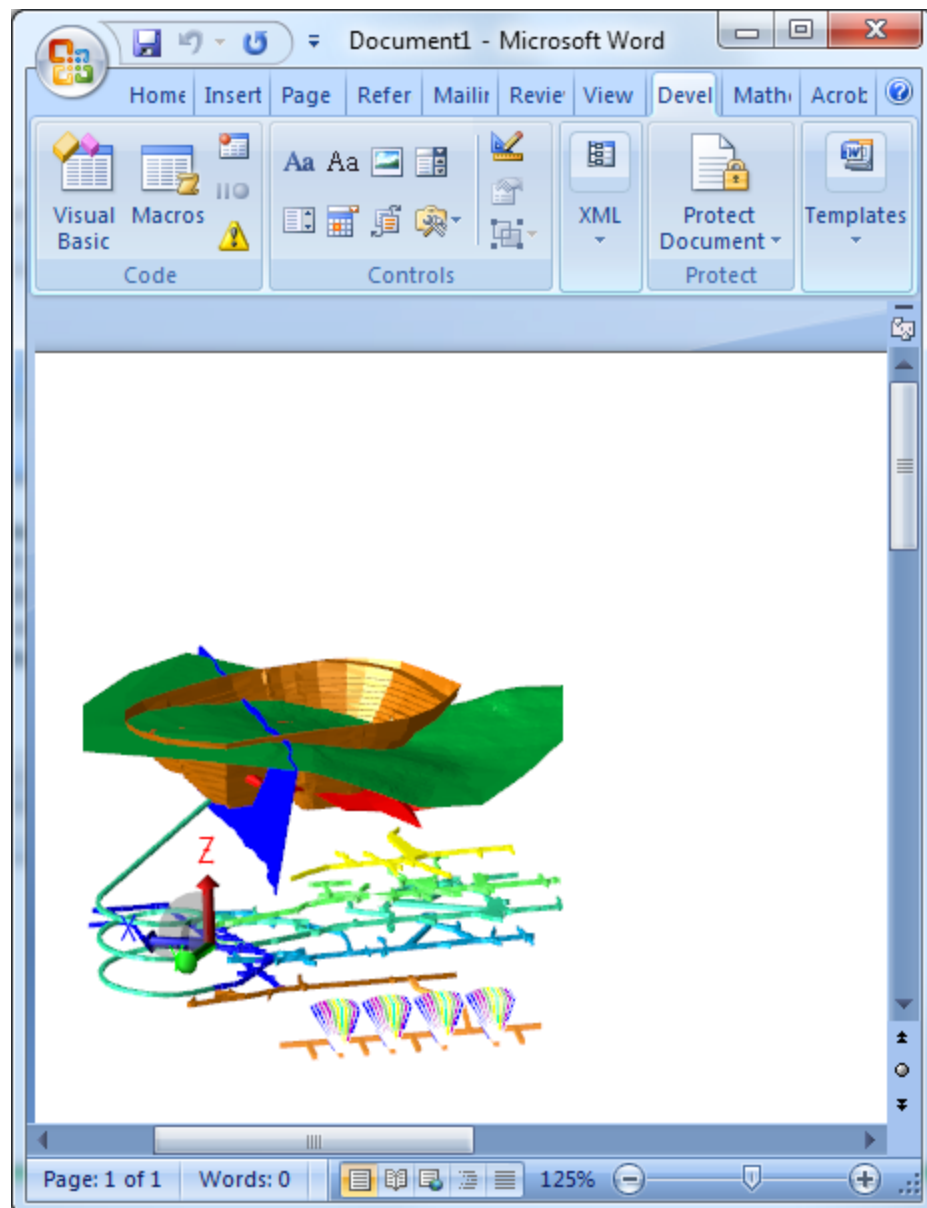 Document1 - Microsoft Word
Home Insert Page Refer Mailir Revie View Devel Math Acrob
Aa Aa
Visual Basic Macros XML Protect Document Templates
Code Controls Protect
Z
X
Page: 1 of 1 Words: 0 125%